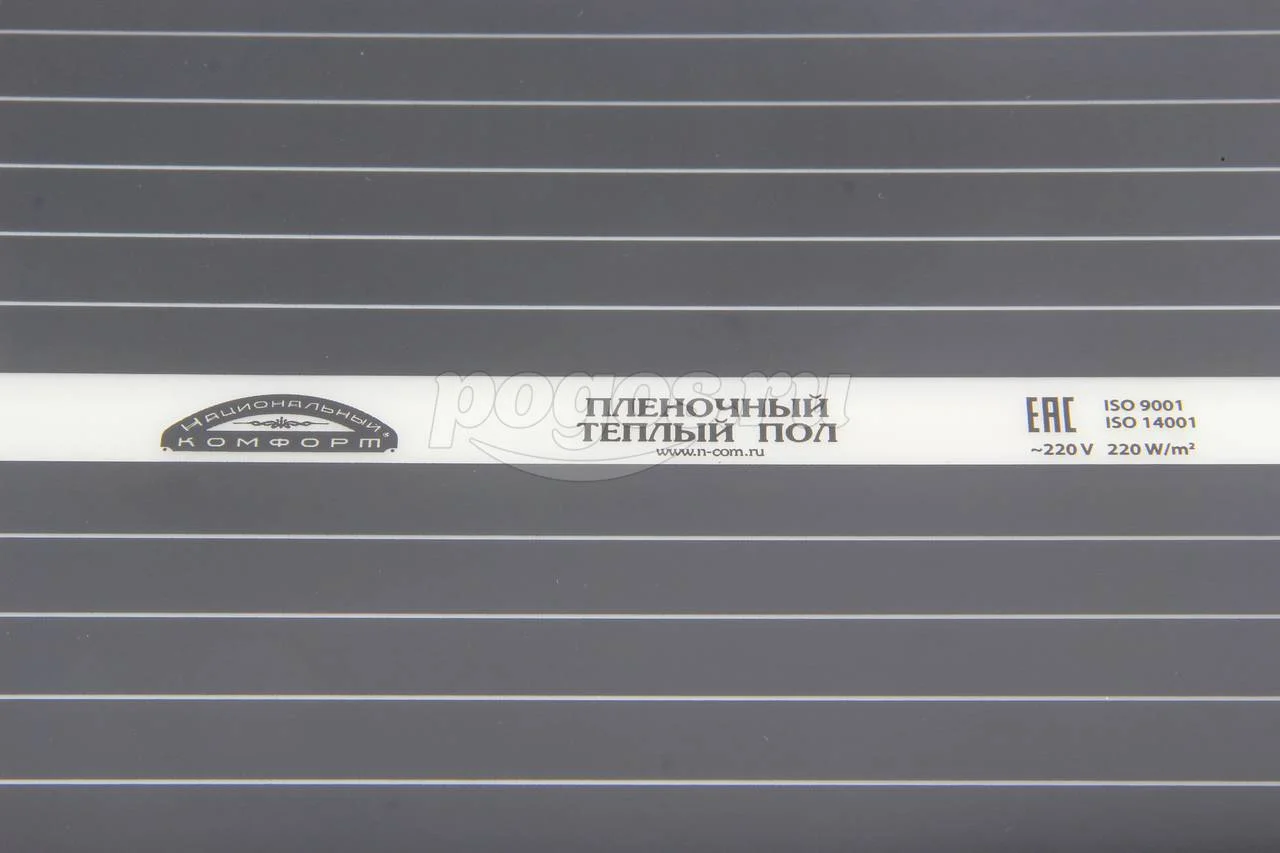 Национальный
КОМФОРТ
ПЛЕНОЧНЫЙ
ТЕПЛЫЙ ПОЛ
www.n-com.ru
EAC
ISO 9001
ISO 14001
~220 V 220 W/m²
pogos.ru